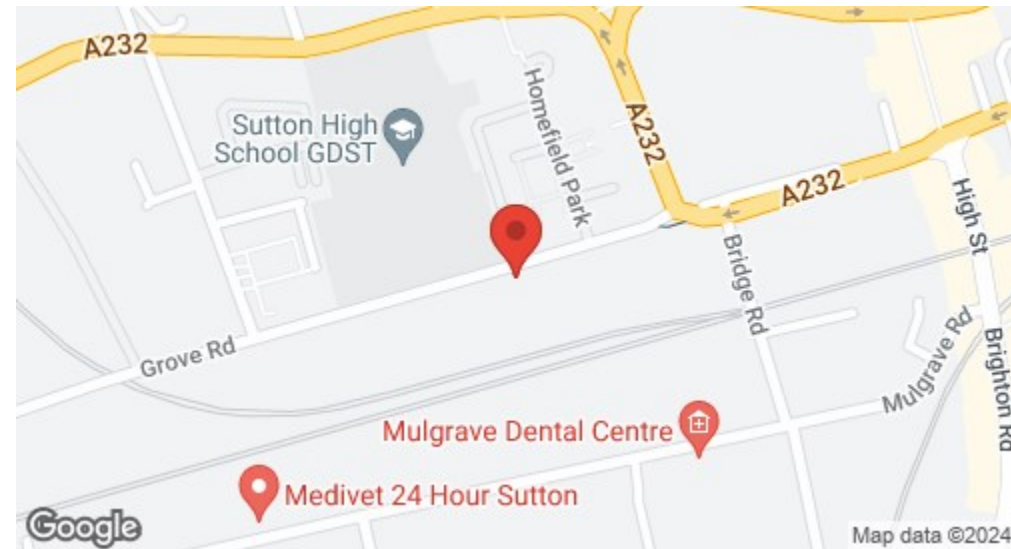 A232
Sutton High
School GDST
Homefield Park
A232
A232
High St
Bridge Rd
Grove Rd
Mulgrave Rd
Brighton Rd
Mulgrave Dental Centre
Medivet 24 Hour Sutton
Google
Map data ©2024